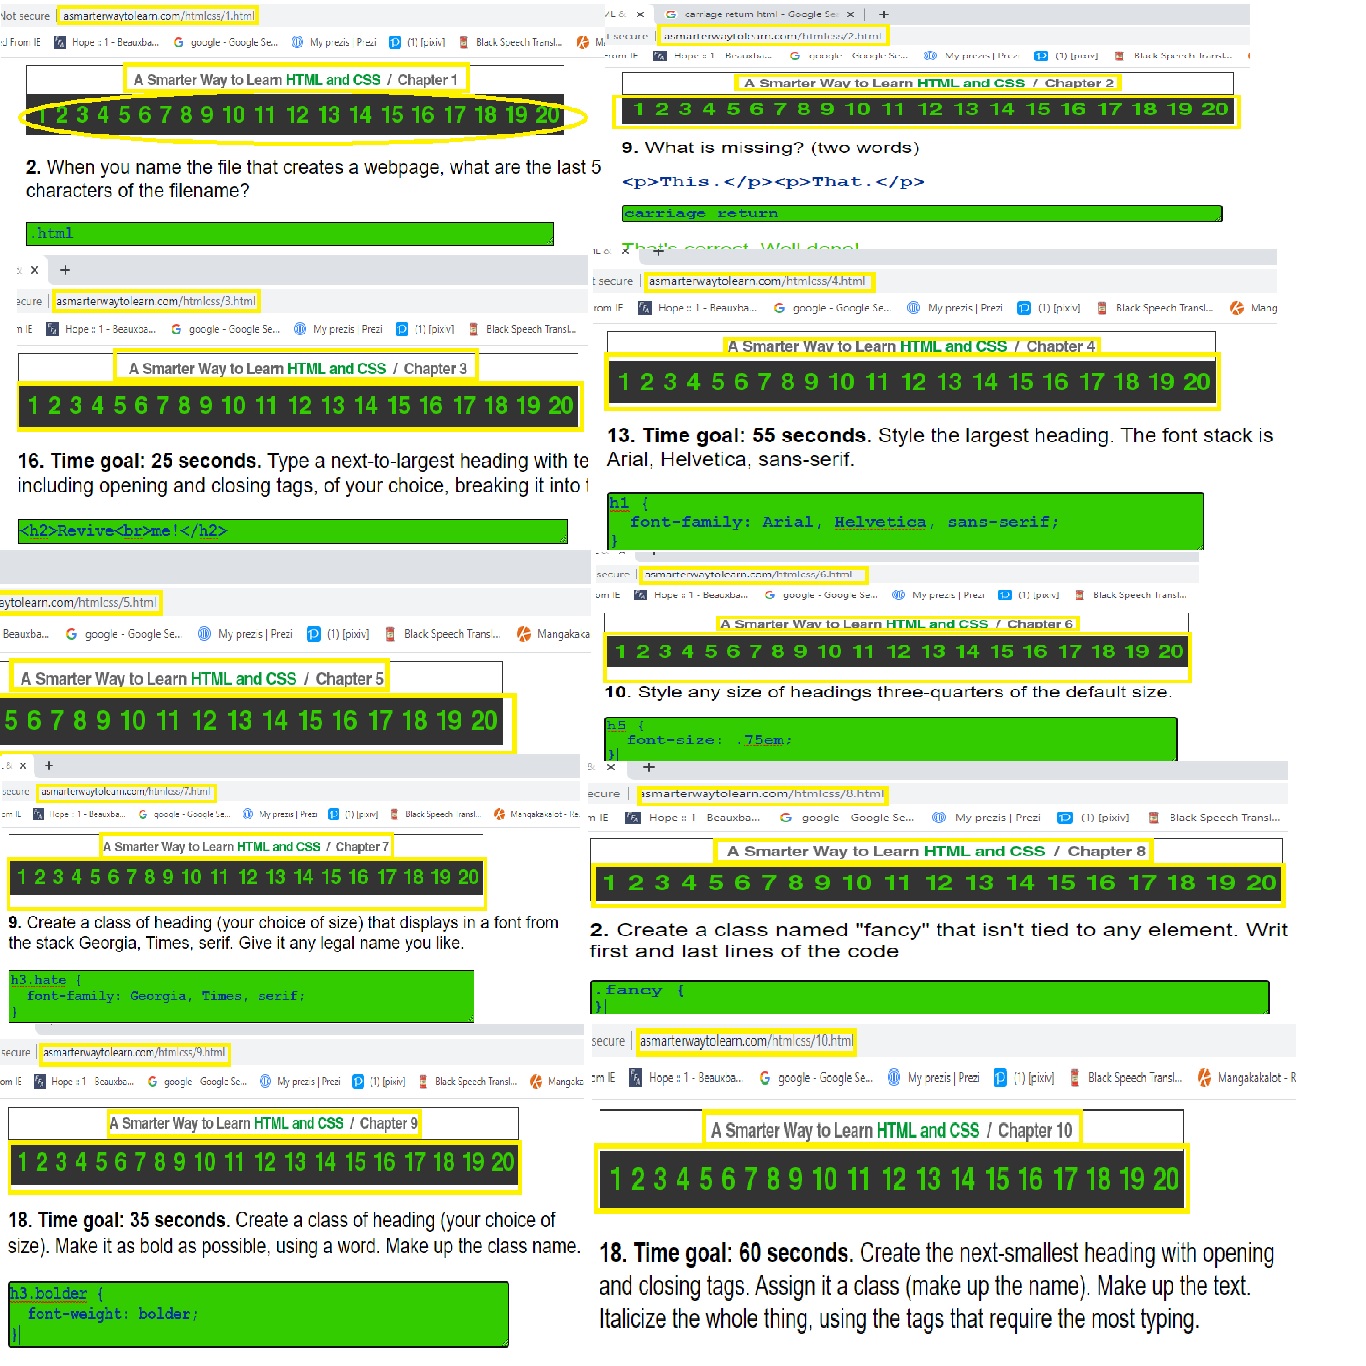 Not secure | asmarterwaytolearn.com/htmlcss/1.html
d From IE Hope :: 1 - Beauxba... google - Google Se... My prezis | Prezi (1) [pixiv] Black Speech Transl...
A Smarter Way to Learn HTML and CSS / Chapter 1
1 2 3 4 5 6 7 8 9 10 11 12 13 14 15 16 17 18 19 20
2. When you name the file that creates a webpage, what are the last 5
characters of the filename?
.html
carriage return html - Google Se
secure asmarterwaytolearn.com/htmlcss/2.html
rom IE Hope :: 1 - Beauxba... google - Google Se... My prezis | Prezi (1) [pixiv] Black Speech Transl...
A Smarter Way to Learn HTML and CSS / Chapter 2
1 2 3 4 5 6 7 8 9 10 11 12 13 14 15 16 17 18 19 20
9. What is missing? (two words)
<p>This.</p><p>That.</p>
carriage return
That's correct. Well done!
ecure | asmarterwaytolearn.com/htmlcss/3.html
m IE Hope :: 1 - Beauxba... google - Google Se... My prezis | Prezi (1) [pixiv] Black Speech Transl...
A Smarter Way to Learn HTML and CSS / Chapter 3
1 2 3 4 5 6 7 8 9 10 11 12 13 14 15 16 17 18 19 20
16. Time goal: 25 seconds. Type a next-to-largest heading with te
including opening and closing tags, of your choice, breaking it into
<h2>Revive<br>me!</h2>
t secure | asmarterwaytolearn.com/htmlcss/4.html
rom IE Hope :: 1 - Beauxba... google - Google Se... My prezis | Prezi (1) [pixiv] Black Speech Transl... Mang
A Smarter Way to Learn HTML and CSS / Chapter 4
1 2 3 4 5 6 7 8 9 10 11 12 13 14 15 16 17 18 19 20
13. Time goal: 55 seconds. Style the largest heading. The font stack is
Arial, Helvetica, sans-serif.
h1 {
font-family: Arial, Helvetica, sans-serif;
}
aytolearn.com/htmlcss/5.html
Beauxba... google - Google Se... My prezis | Prezi (1) [pixiv] Black Speech Transl... Mangakaka
A Smarter Way to Learn HTML and CSS / Chapter 5
5 6 7 8 9 10 11 12 13 14 15 16 17 18 19 20
secure | asmarterwaytolearn.com/htmlcss/6.html
om IE Hope :: 1 - Beauxba... google - Google Se... My prezis | Prezi (1) [pixiv] Black Speech Transl...
A Smarter Way to Learn HTML and CSS / Chapter 6
1 2 3 4 5 6 7 8 9 10 11 12 13 14 15 16 17 18 19 20
10. Style any size of headings three-quarters of the default size.
h5 {
font-size: .75em;
}
secure | asmarterwaytolearn.com/htmlcss/7.html
om IE Hope :: 1 - Beauxba... google - Google Se... My prezis | Prezi (1) [pixiv] Black Speech Transl... Mangakakalot - Re
A Smarter Way to Learn HTML and CSS / Chapter 7
1 2 3 4 5 6 7 8 9 10 11 12 13 14 15 16 17 18 19 20
9. Create a class of heading (your choice of size) that displays in a font from
the stack Georgia, Times, serif. Give it any legal name you like.
h3.hate {
font-family: Georgia, Times, serif;
}
ecure | asmarterwaytolearn.com/htmlcss/8.html
m IE Hope :: 1 - Beauxba... google - Google Se... My prezis | Prezi (1) [pixiv] Black Speech Transl...
A Smarter Way to Learn HTML and CSS / Chapter 8
1 2 3 4 5 6 7 8 9 10 11 12 13 14 15 16 17 18 19 20
2. Create a class named "fancy" that isn't tied to any element. Writ
first and last lines of the code
.fancy {
}
secure | asmarterwaytolearn.com/htmlcss/9.html
om IE Hope :: 1 - Beauxba... google - Google Se... My prezis | Prezi (1) [pixiv] Black Speech Transl... Mangaka
A Smarter Way to Learn HTML and CSS / Chapter 9
1 2 3 4 5 6 7 8 9 10 11 12 13 14 15 16 17 18 19 20
18. Time goal: 35 seconds. Create a class of heading (your choice of
size). Make it as bold as possible, using a word. Make up the class name.
h3.bolder {
font-weight: bolder;
}
secure | asmarterwaytolearn.com/htmlcss/10.html
om IE Hope :: 1 - Beauxba... google - Google Se... My prezis | Prezi (1) [pixiv] Black Speech Transl... Mangakakalot - R
A Smarter Way to Learn HTML and CSS / Chapter 10
1 2 3 4 5 6 7 8 9 10 11 12 13 14 15 16 17 18 19 20
18. Time goal: 60 seconds. Create the next-smallest heading with opening
and closing tags. Assign it a class (make up the name). Make up the text.
Italicize the whole thing, using the tags that require the most typing.